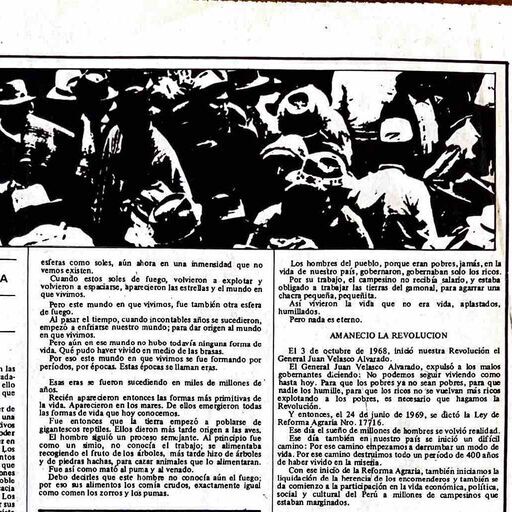 A
n las
rada-
ello
que
er de
una
tivos
oder
er en
Los
ntos
que
ones
noble
acia
Los
r sus
este
esferas como soles, aún ahora en una inmensidad que no
vemos existen.
Cuando estos soles de fuego, volvieron a explotar y
volvieron a espaciarse, aparecieron las estrellas y el mundo en
que vivimos.
Pero este mundo en que vivimos, fue también otra esfera
de fuego.
Al pasar el tiempo, cuando incontables años se sucedieron,
empezó a enfriarse nuestro mundo; para dar origen al mundo
en que vivimos.
Pero aún en ese mundo no hubo todavía ninguna forma de
vida. Qué pudo haber vivido en medio de las brasas.
Por eso este mundo en que vivimos se fue formando por
períodos, por épocas. Estas épocas se llaman eras.
Esas eras se fueron sucediendo en miles de millones de
años.
Recién aparecieron entonces las formas más primitivas de
la vida. Aparecieron en los mares. De ellos emergieron todas
las formas de vida que hoy conocemos.
Fue entonces que la tierra empezó a poblarse de
gigantescos reptiles. Ellos dieron más tarde origen a las aves.
El hombre siguió un proceso semejante. Al principio fue
como un simio, no conocía el trabajo; se alimentaba
recogiendo el fruto de los árboles, más tarde hizo de árboles
y de piedras hachas, para cazar animales que lo alimentaran.
Fue así como mató al puma y al venado.
Debo decirles que este hombre no conocía aún el fuego;
por eso sus alimentos los comía crudos, exactamente igual
como comen los zorros y los pumas.
Los hombres del pueblo, porque eran pobres, jamás, en la
vida de nuestro país, gobernaron, gobernaban solo los ricos.
Por su trabajo, el campesino no recibía salario, y estaba
obligado a trabajar las tierras del gamonal, para agarrar una
chacra pequeña, pequeñita.
Así vivieron la vida que no era vida, aplastados,
humillados.
Pero nada es eterno.
AMANECIO LA REVOLUCION
El 3 de octubre de 1968, inició nuestra Revolución el
General Juan Velasco Alvarado.
El General Juan Velasco Alvarado, expulsó a los malos
gobernantes diciendo: No podemos seguir viviendo como
hasta hoy. Para que los pobres ya no sean pobres, para que
nadie los humille, para que los ricos no se vuelvan más ricos
explotando a los pobres, es necesario que hagamos la
Revolución.
Y entonces, el 24 de junio de 1969, se dictó la Ley de
Reforma Agraria Nro. 17716.
Ese día el sueño de millones de hombres se volvió realidad.
Ese día también en nuestro país se inició un difícil
camino: Por ese camino empezamos a derrumbar un modo de
vida. Por ese camino destruimos todo un período de 400 años
de haber vivido en la miseria.
Con ese inicio de la Reforma Agraria, también iniciamos la
liquidación de la herencia de los encomenderos y también se
da comienzo a la participación en la vida económica, política,
social y cultural del Perú a millones de campesinos que
estaban marginados.